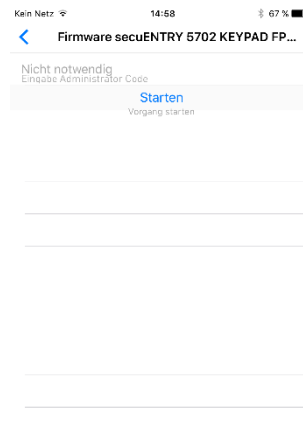 Kein Netz 14:58 67 %
Firmware secuENTRY 5702 KEYPAD FP...
Nicht notwendig
Eingabe Administrator Code
Starten
Vorgang starten